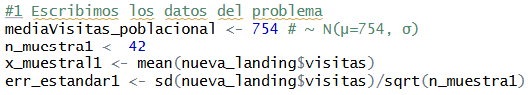 #1 Escribimos los datos del problema
mediaVisitas_poblacional <- 754 # ~ N(μ=754, σ)
n_muestra1 < 42
x_muestral1 <- mean(nueva_landing$visitas)
err_estandar1 <- sd(nueva_landing$visitas)/sqrt(n_muestra1)